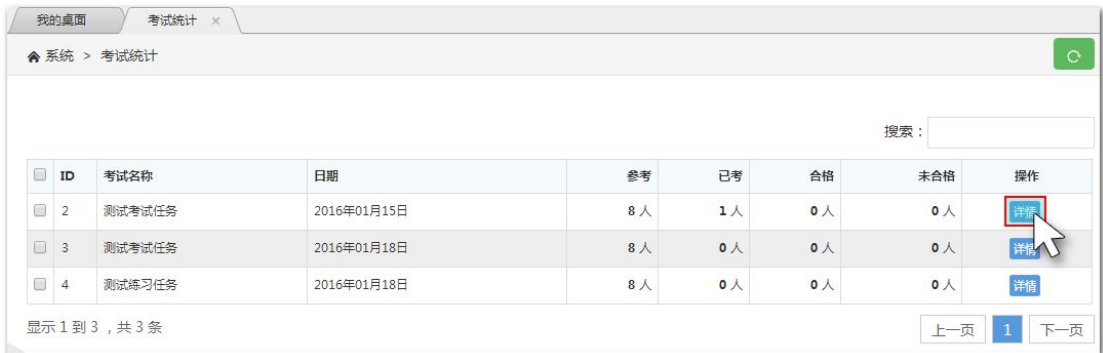 我的桌面 考试统计 ×
系统 > 考试统计
搜索：
ID 考试名称 日期 参考 已考 合格 未合格 操作
2 测试考试任务 2016年01月15日 8 人 1 人 0 人 0 人 详情
3 测试考试任务 2016年01月18日 8 人 0 人 0 人 0 人 详情
4 测试练习任务 2016年01月18日 8 人 0 人 0 人 0 人 详情
显示 1 到 3 ，共 3 条 上一页 1 下一页